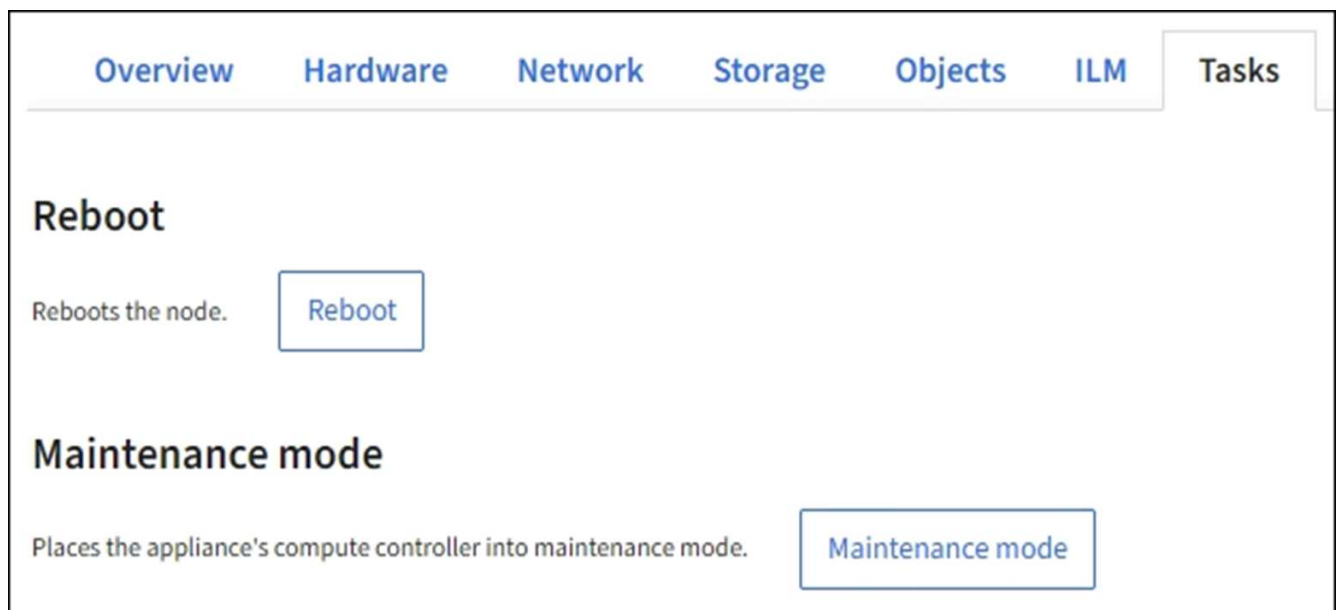 Overview Hardware Network Storage Objects ILM Tasks
Reboot
Reboots the node. Reboot
Maintenance mode
Places the appliance's compute controller into maintenance mode. Maintenance mode